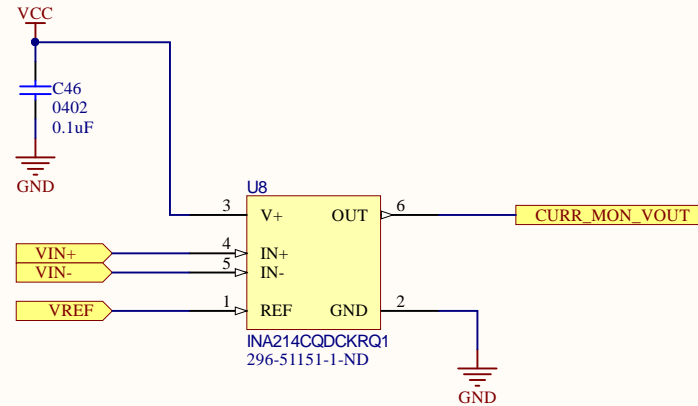 VCC
C46
0402
0.1uF
GND
U8
3 V+ OUT 6 CURR_MON_VOUT
VIN+ 4 IN+
VIN- 5 IN-
VREF 1 REF GND 2
INA214CQDCKRQ1
296-51151-1-ND
GND